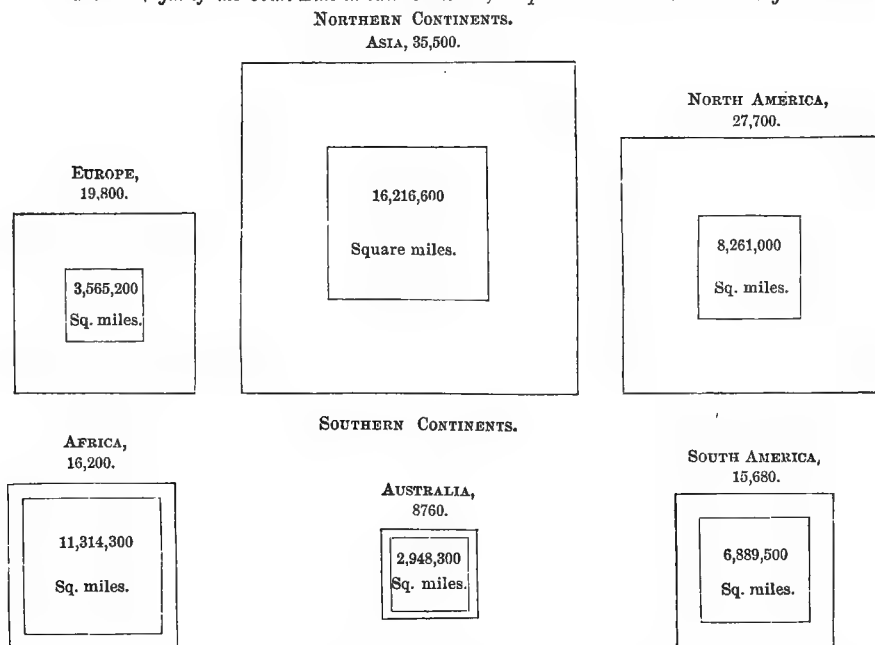 NORTHERN CONTINENTS.
ASIA, 35,500.
NORTH AMERICA,
27,700.
EUROPE,
19,800.
16,216,600
Square miles.
8,261,000
Sq. miles.
3,565,200
Sq. miles.
SOUTHERN CONTINENTS.
AFRICA,
16,200.
AUSTRALIA,
8760.
SOUTH AMERICA,
15,680.
11,314,300
Sq. miles.
2,948,300
Sq. miles.
6,889,500
Sq. miles.